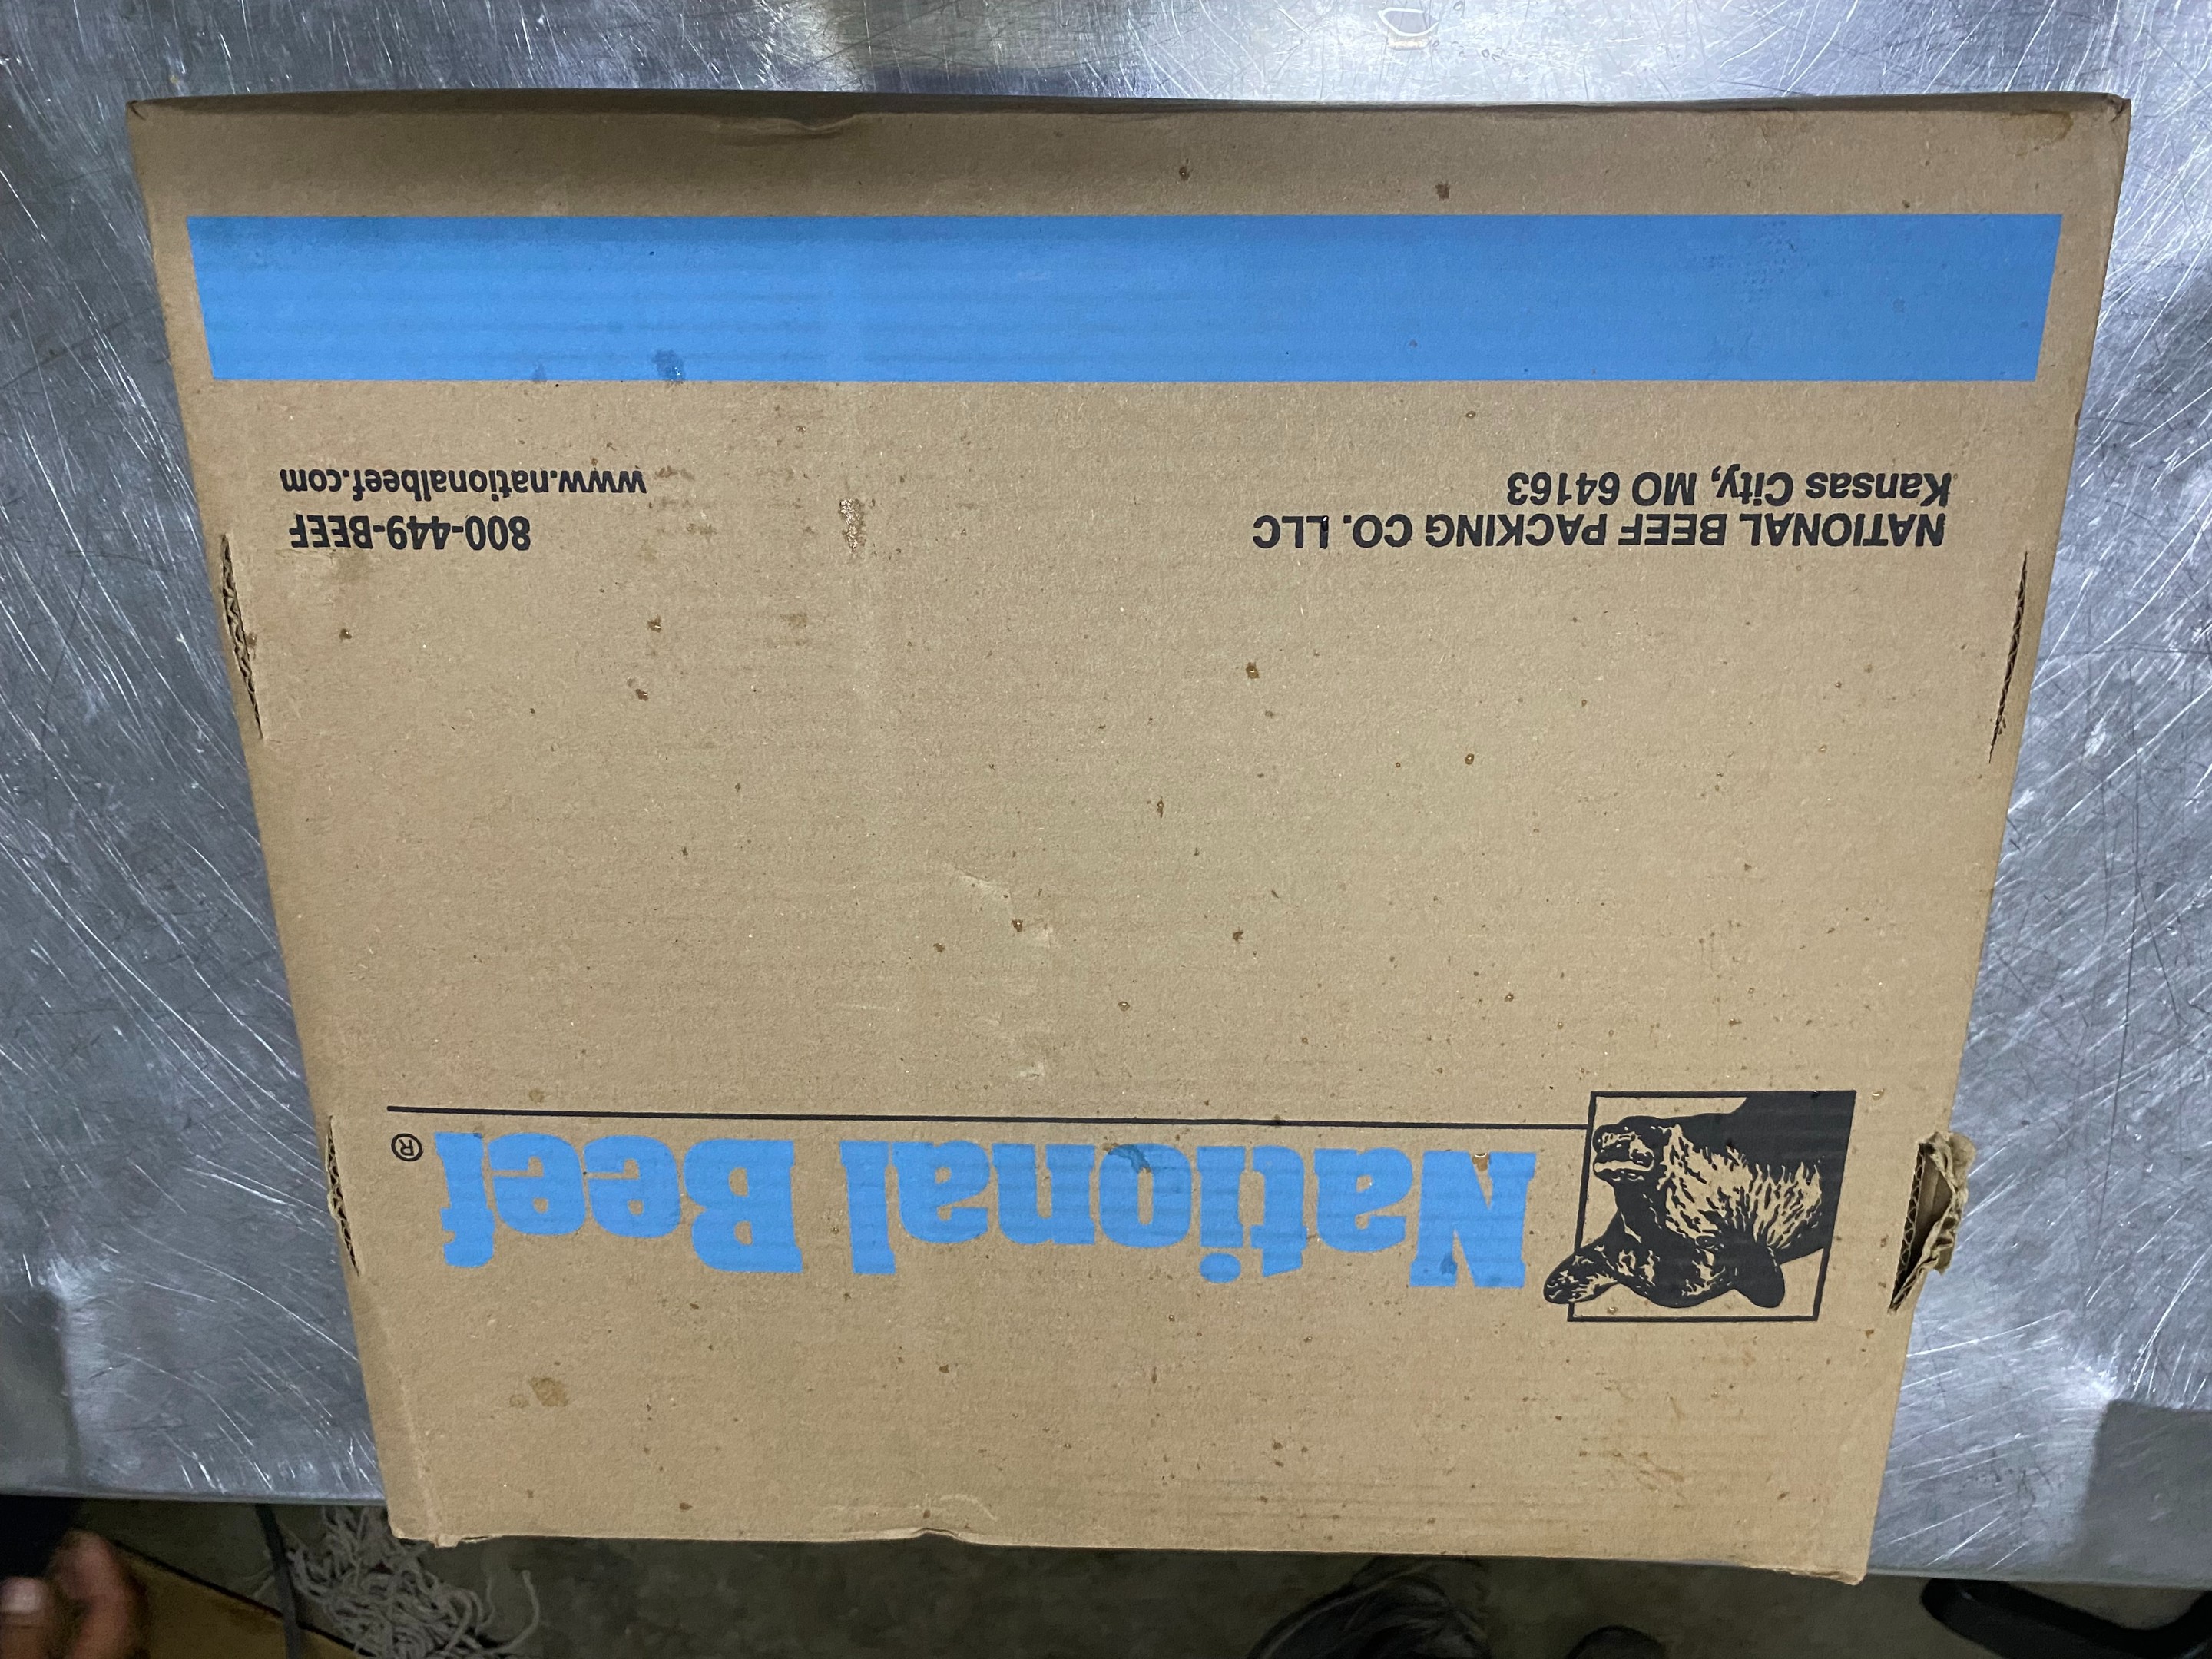 National Beef®
NATIONAL BEEF PACKING CO. LLC
Kansas City, MO 64163
800-449-BEEF
www.nationalbeef.com